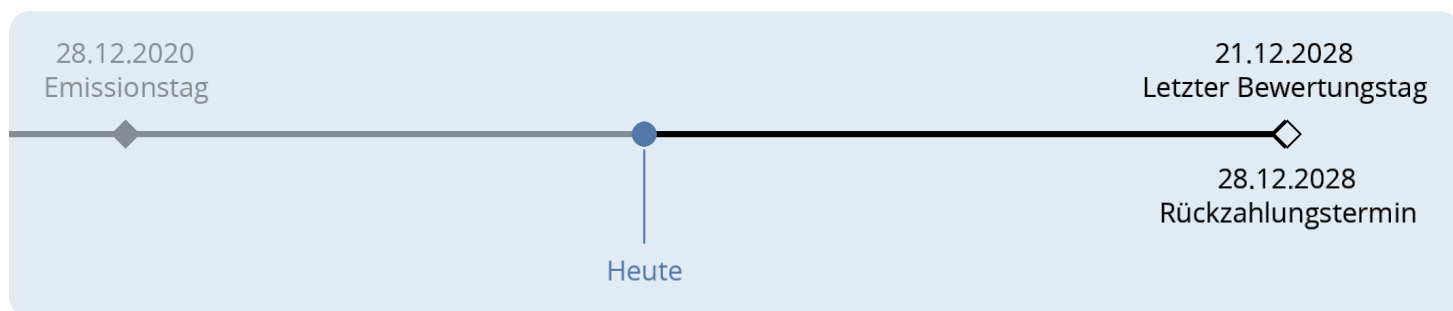 28.12.2020
Emissionstag
21.12.2028
Letzter Bewertungstag
28.12.2028
Rückzahlungstermin
Heute